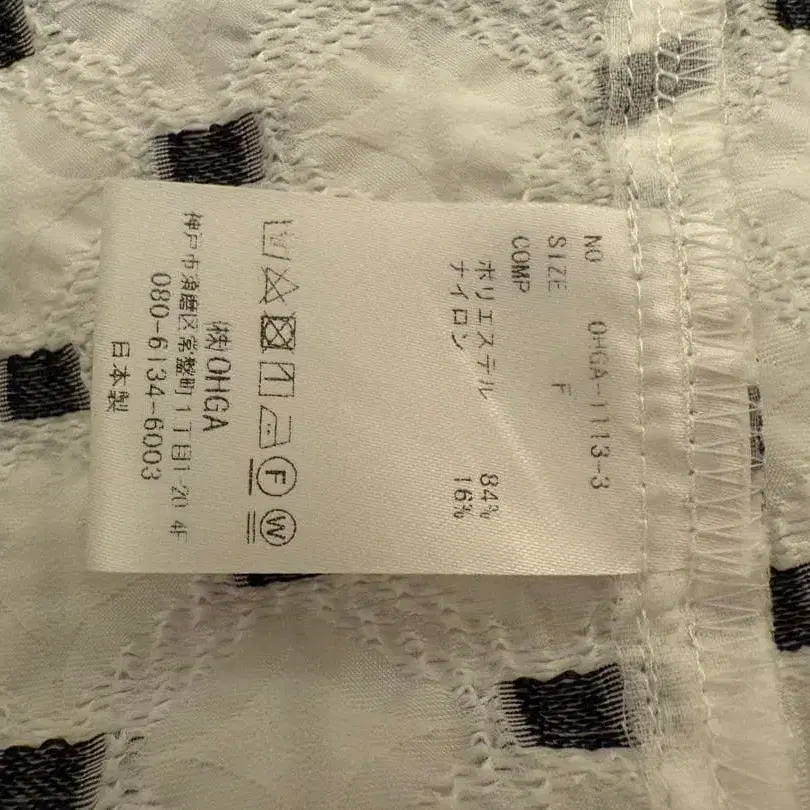 NO OHGA-1113-3
SIZE F
COMP
ポリエステル 84%
ナイロン 16%
F W
(株)OHGA
神戸市須磨区常盤町1丁目1-20 4F
080-6134-6003
日本製